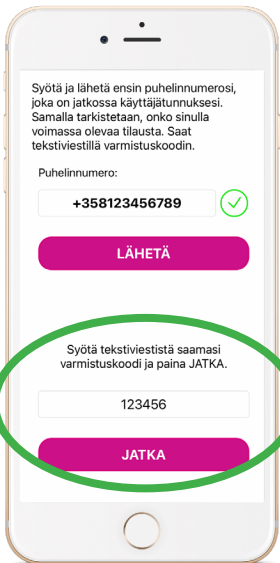 Syötä ja lähetä ensin puhelinnumerosi,
joka on jatkossa käyttäjätunnuksesi.
Samalla tarkistetaan, onko sinulla
voimassa olevaa tilausta. Saat
tekstiviestillä varmistuskoodin.
Puhelinnumero:
+358123456789
LÄHETÄ
Syötä tekstiviestistä saamasi
varmistuskoodi ja paina JATKA.
123456
JATKA